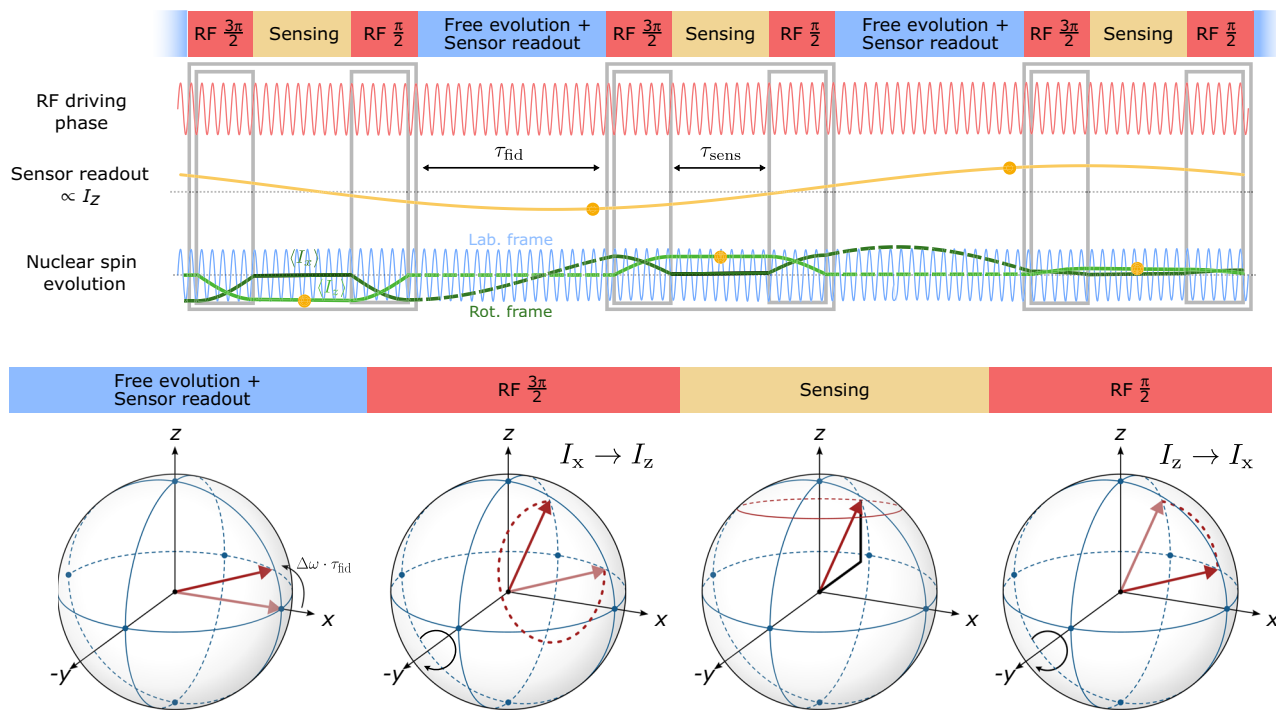 RF 3π/2
Sensing
RF π/2
Free evolution +
Sensor readout
RF 3π/2
Sensing
RF π/2
Free evolution +
Sensor readout
RF 3π/2
Sensing
RF π/2
RF driving
phase
τ_fid
τ_sens
Sensor readout
∝ I_Z
Lab. frame
⟨I_x⟩
Nuclear spin
evolution
⟨I_z⟩
Rot. frame
Free evolution +
Sensor readout
RF 3π/2
Sensing
RF π/2
z
x
-y
Δω · τ_fid
z
x
-y
I_x → I_z
z
x
-y
z
x
-y
I_z → I_x